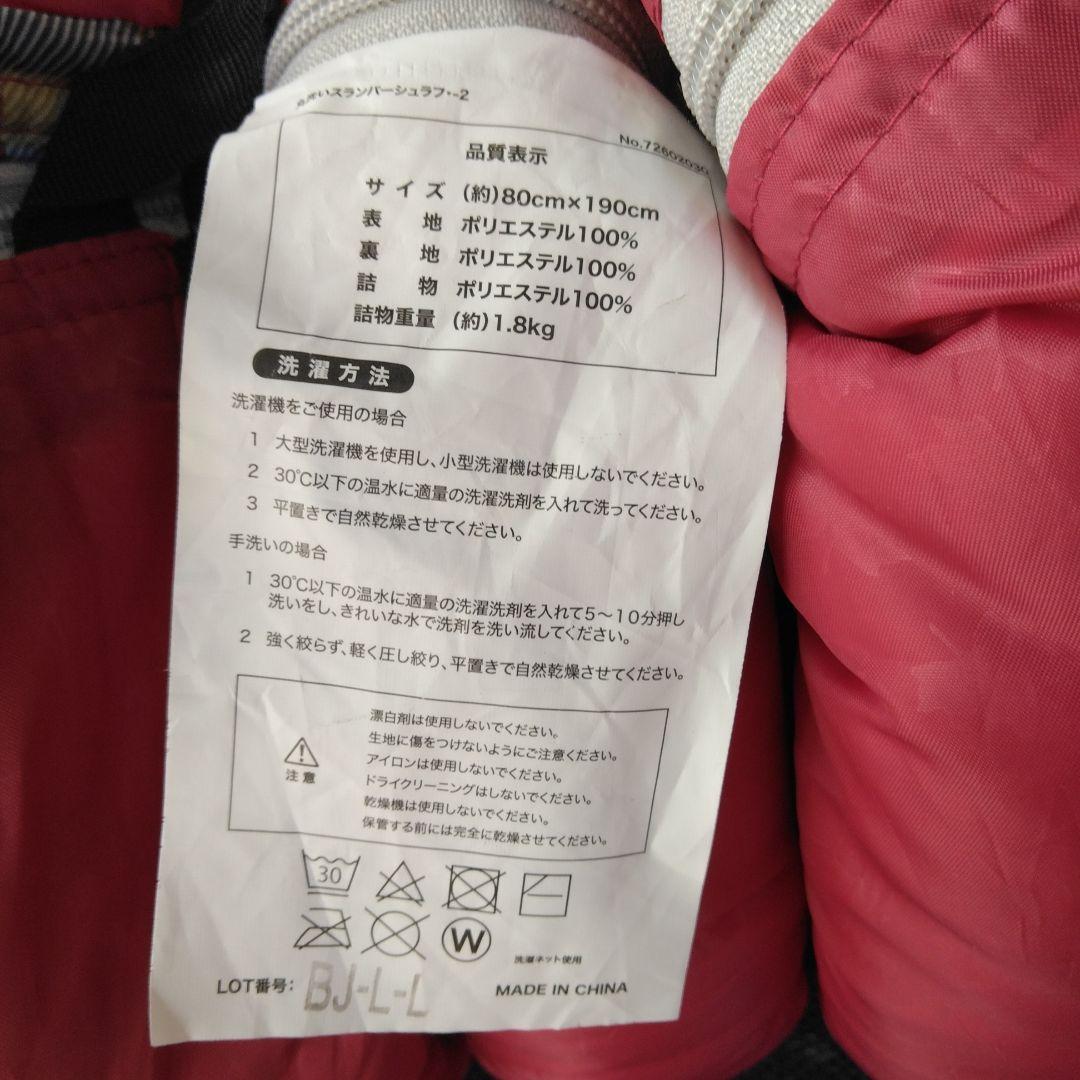 丸洗いスランバーシュラフ・-2
No.72602030
品質表示
サイズ (約)80cm×190cm
表地 ポリエステル100%
裏地 ポリエステル100%
詰物 ポリエステル100%
詰物重量 (約)1.8kg
洗濯方法
洗濯機をご使用の場合
1 大型洗濯機を使用し、小型洗濯機は使用しないでください。
2 30℃以下の温水に適量の洗濯洗剤を入れて洗ってください。
3 平置きで自然乾燥させてください。
手洗いの場合
1 30℃以下の温水に適量の洗濯洗剤を入れて5〜10分押し
洗いをし、きれいな水で洗剤を洗い流してください。
2 強く絞らず、軽く圧し絞り、平置きで自然乾燥させてください。
注意
漂白剤は使用しないでください。
生地に傷をつけないようにご注意ください。
アイロンは使用しないでください。
ドライクリーニングはしないでください。
乾燥機は使用しないでください。
保管する前には完全に乾燥させてください。
30
W
洗濯ネット使用
LOT番号: BJ-L-L
MADE IN CHINA